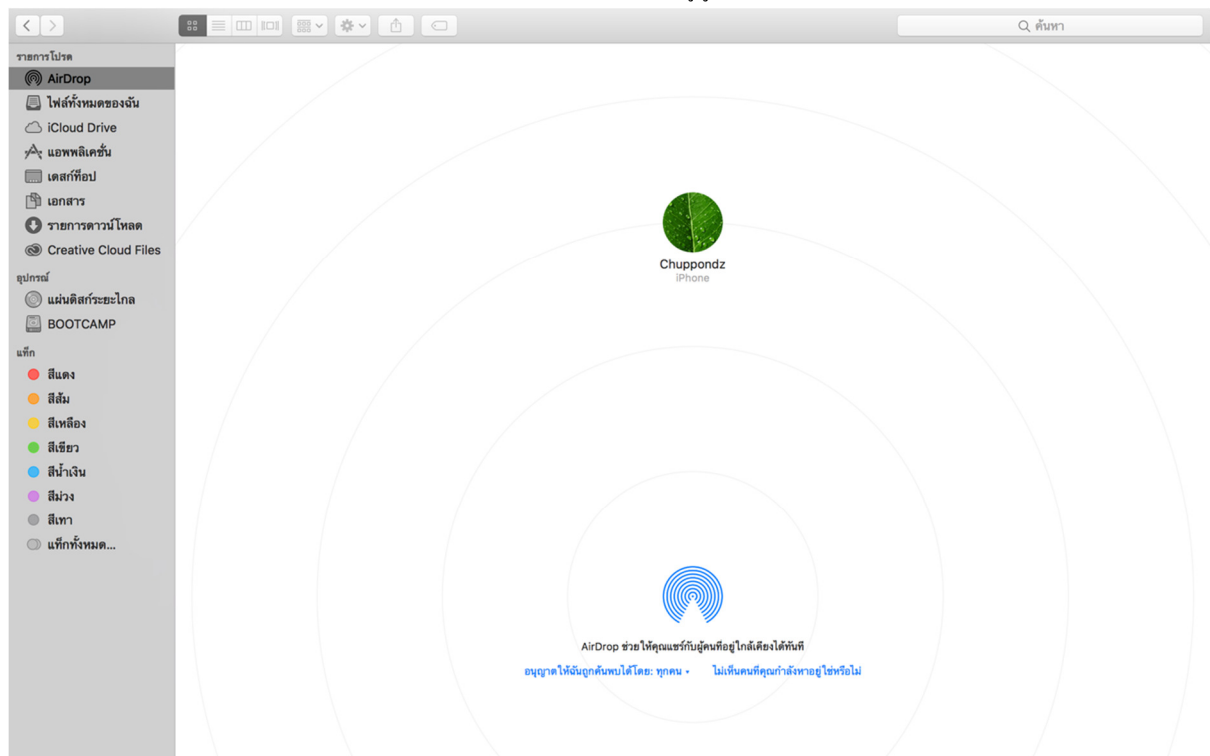 ค้นหา
รายการโปรด
AirDrop
ไฟล์ทั้งหมดของฉัน
iCloud Drive
แอพพลิเคชั่น
เดสก์ท็อป
เอกสาร
รายการดาวน์โหลด
Creative Cloud Files
อุปกรณ์
แผ่นดิสก์ระยะไกล
BOOTCAMP
แท็ก
สีแดง
สีส้ม
สีเหลือง
สีเขียว
สีน้ำเงิน
สีม่วง
สีเทา
แท็กทั้งหมด...
Chuppondz
iPhone
AirDrop ช่วยให้คุณแชร์กับผู้คนที่อยู่ใกล้เคียงได้ทันที
อนุญาตให้ฉันถูกค้นพบได้โดย: ทุกคน ไม่เห็นคนที่คุณกำลังหาอยู่ใช่หรือไม่